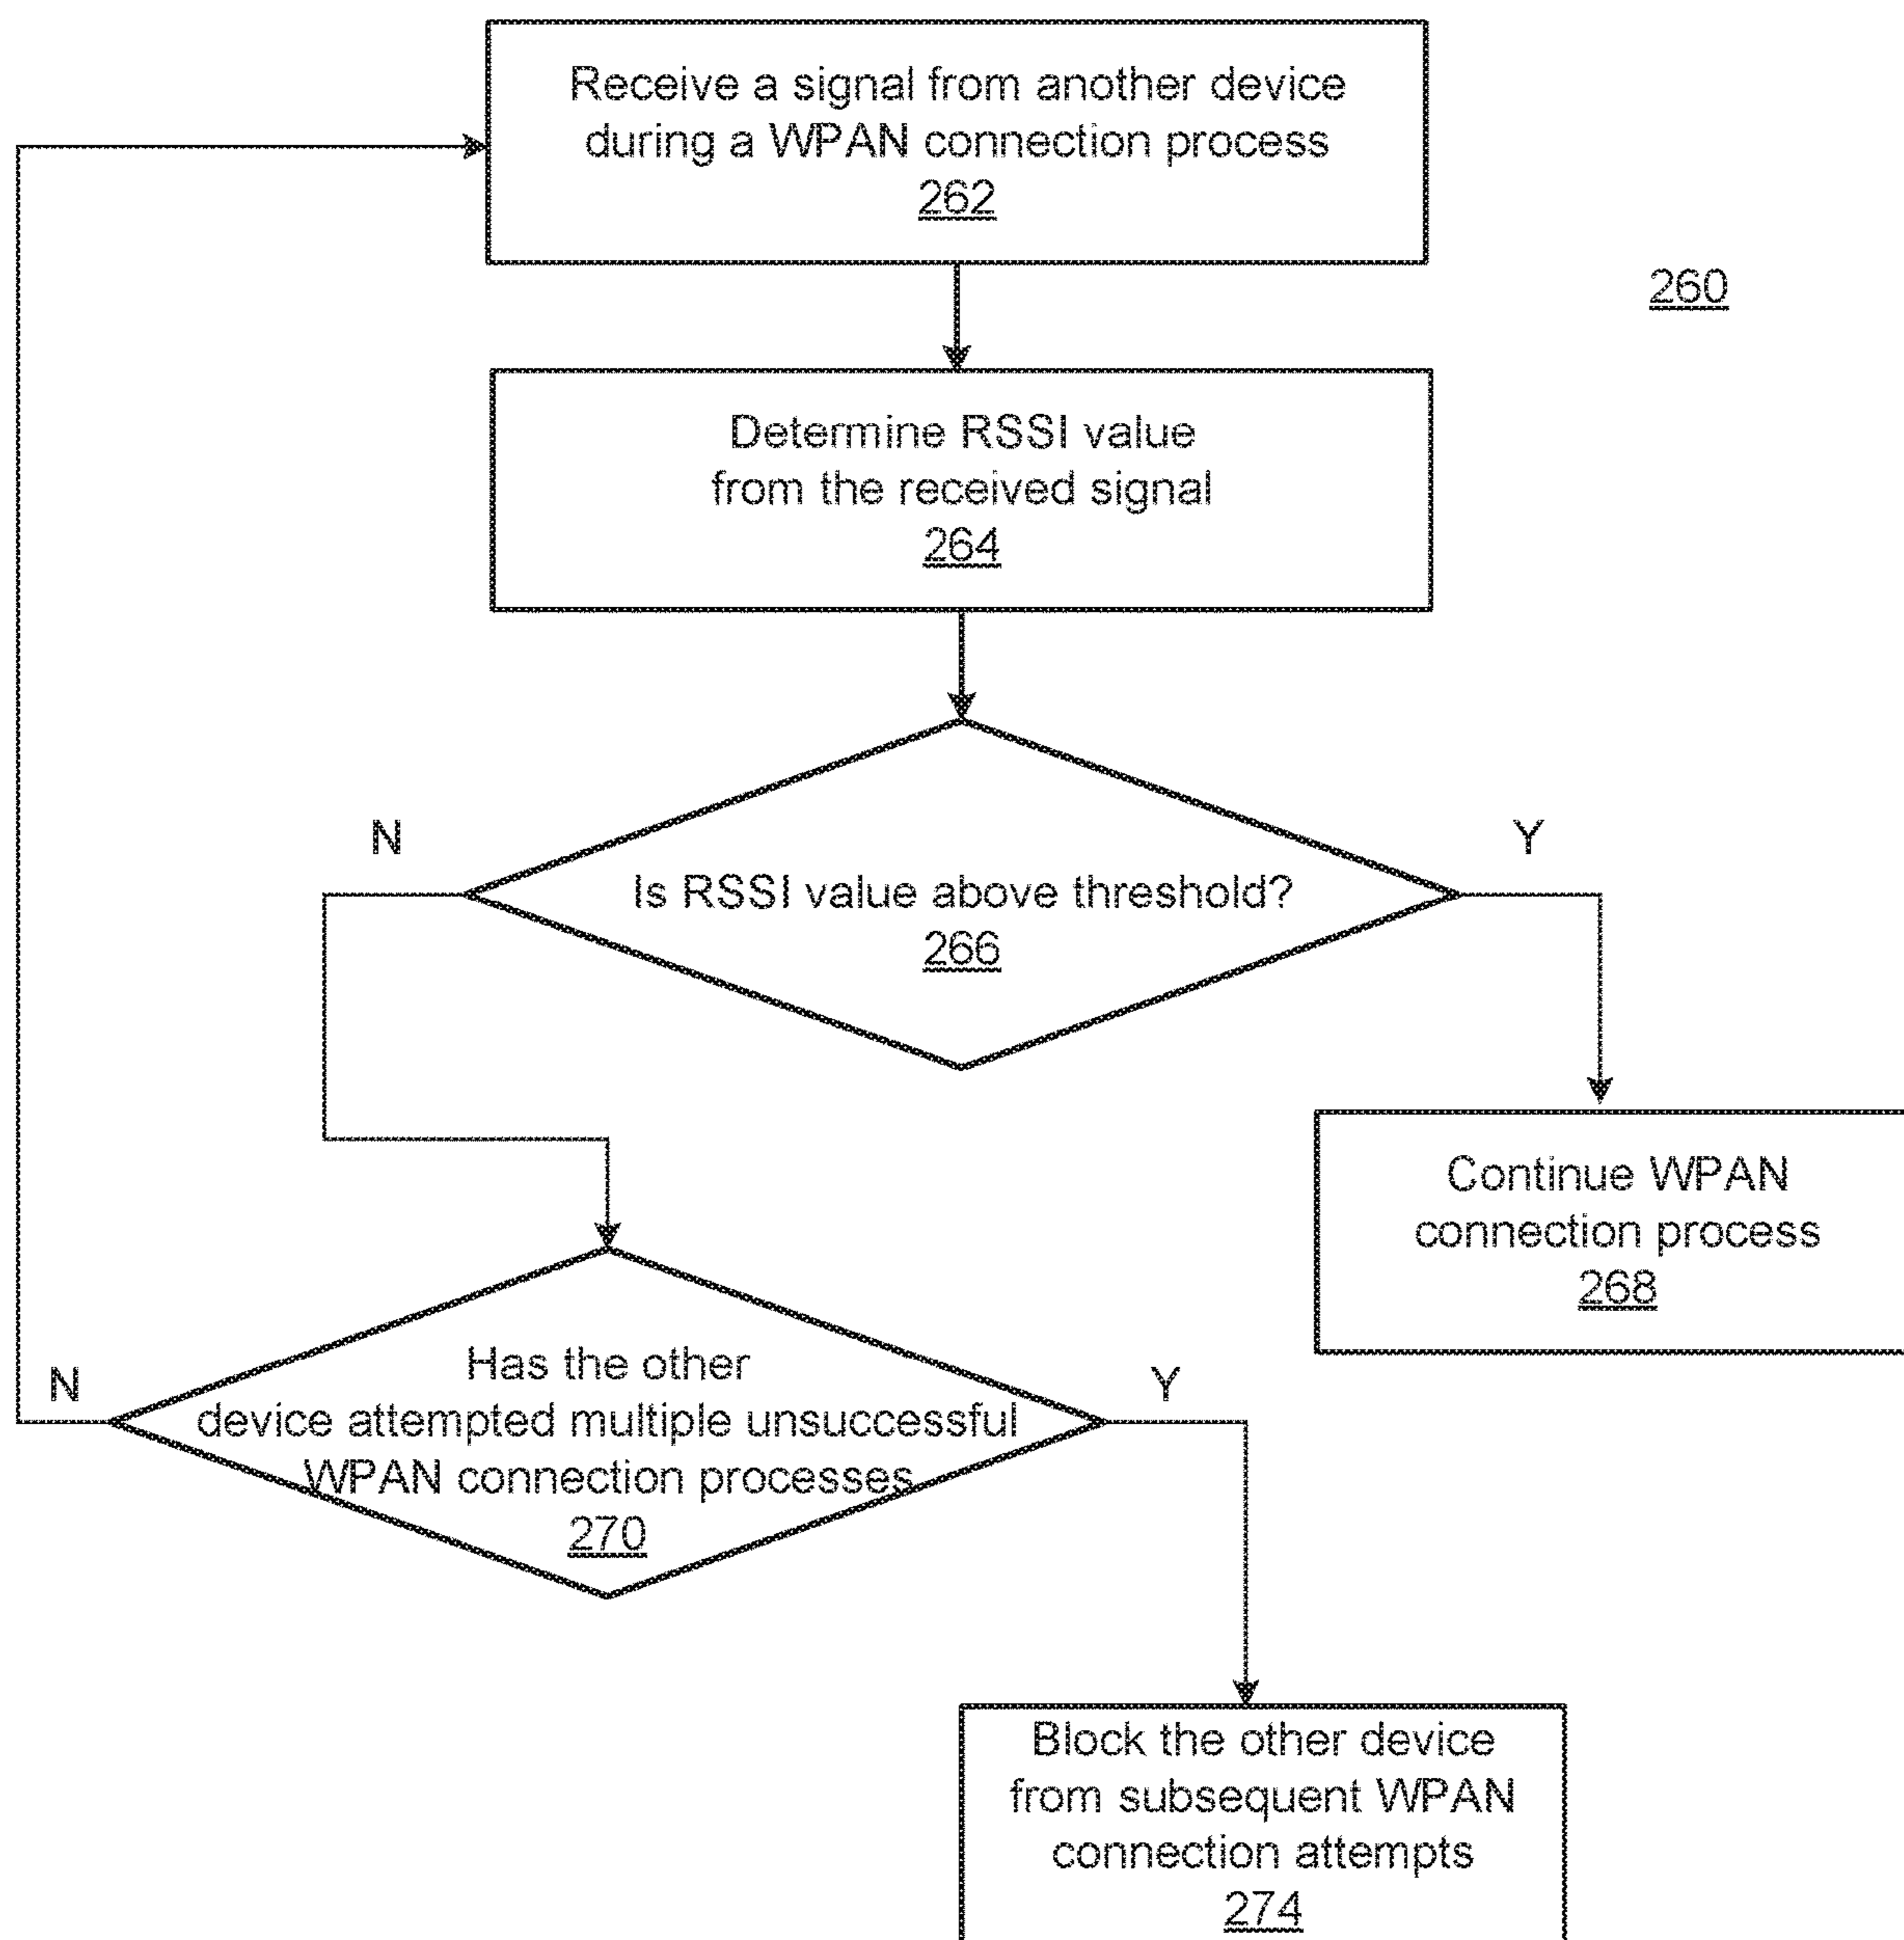 Receive a signal from another device
during a WPAN connection process
262
260
Determine RSSI value
from the received signal
264
N
Y
Is RSSI value above threshold?
266
Continue WPAN
connection process
268
N
Y
Has the other
device attempted multiple unsuccessful
WPAN connection processes
270
Block the other device
from subsequent WPAN
connection attempts
274